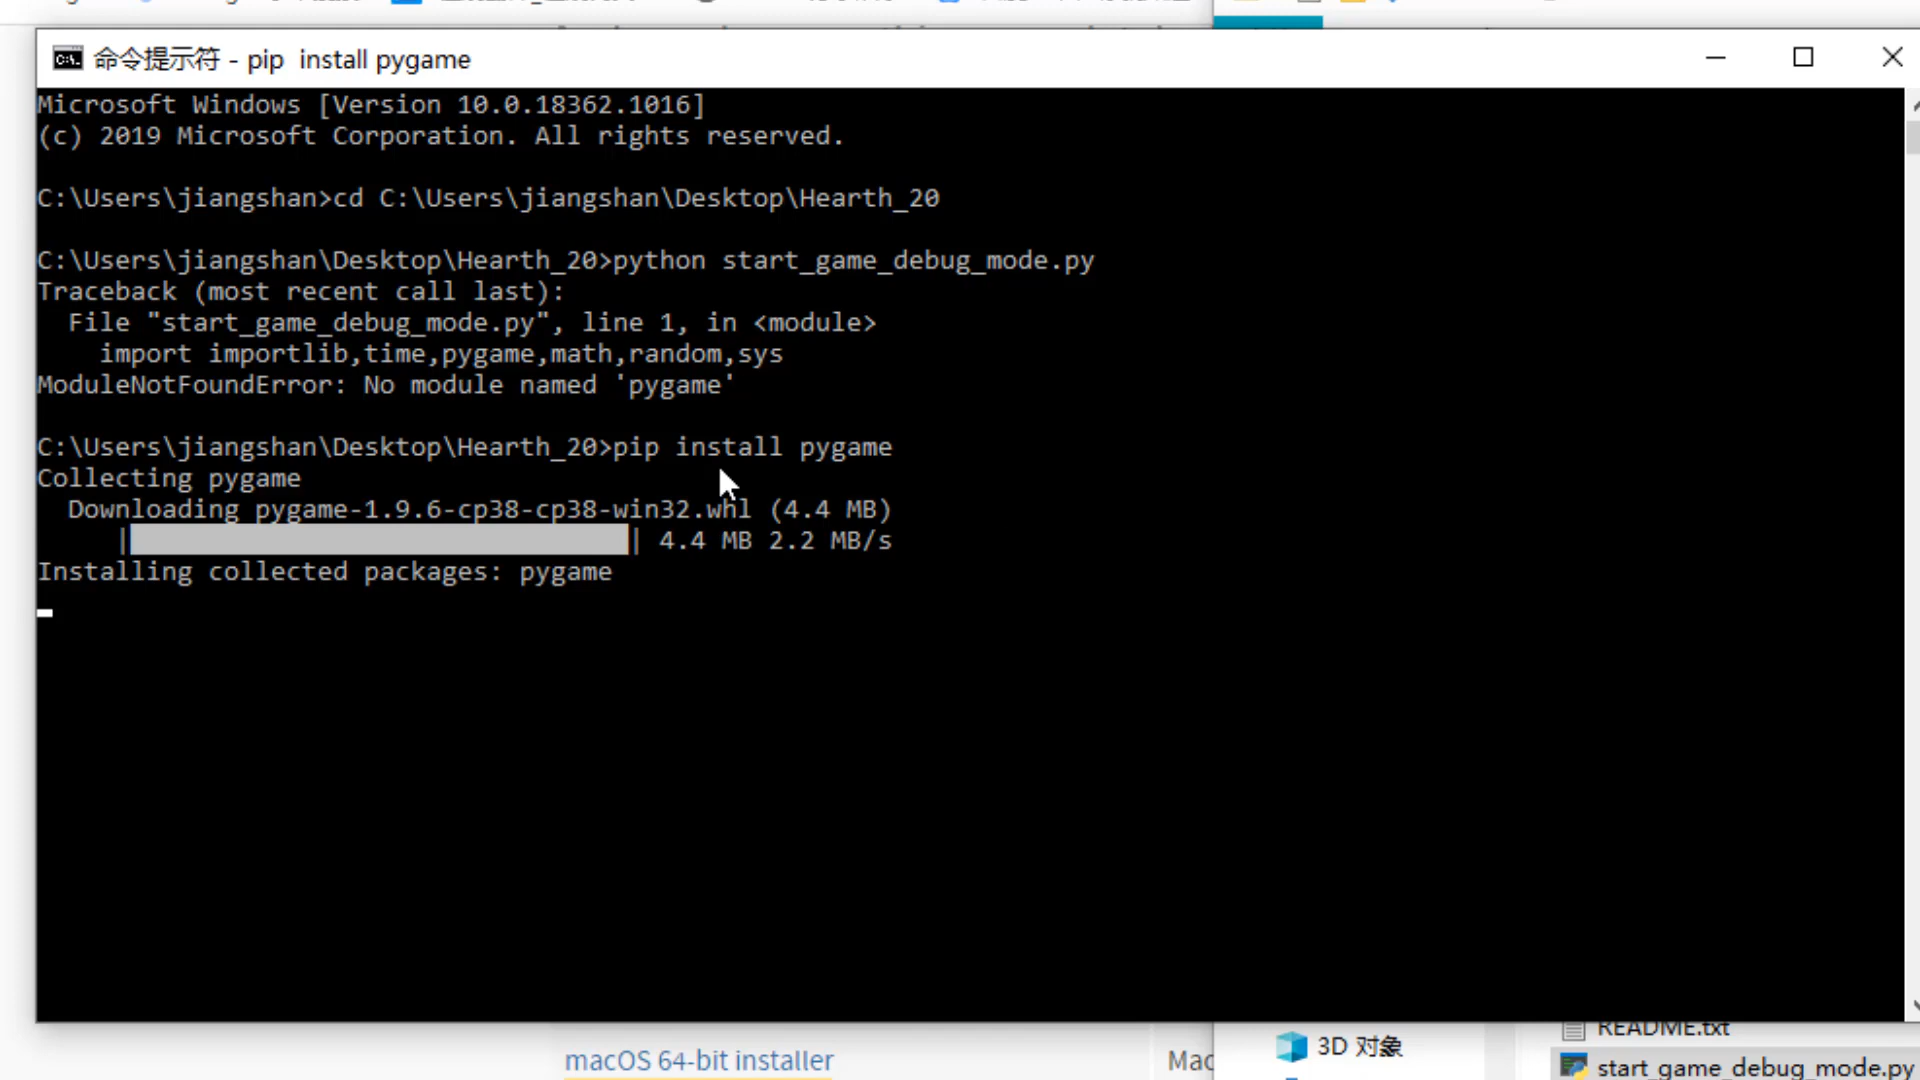 命令提示符 - pip  install pygame
Microsoft Windows [Version 10.0.18362.1016]
(c) 2019 Microsoft Corporation. All rights reserved.
C:\Users\jiangshan>cd C:\Users\jiangshan\Desktop\Hearth_20
C:\Users\jiangshan\Desktop\Hearth_20>python start_game_debug_mode.py
Traceback (most recent call last):
  File "start_game_debug_mode.py", line 1, in <module>
    import importlib,time,pygame,math,random,sys
ModuleNotFoundError: No module named 'pygame'
C:\Users\jiangshan\Desktop\Hearth_20>pip install pygame
Collecting pygame
  Downloading pygame-1.9.6-cp38-cp38-win32.whl (4.4 MB)
     || 4.4 MB 2.2 MB/s
Installing collected packages: pygame
README.txt
3D 对象
macOS 64-bit installer
Mac
start_game_debug_mode.py